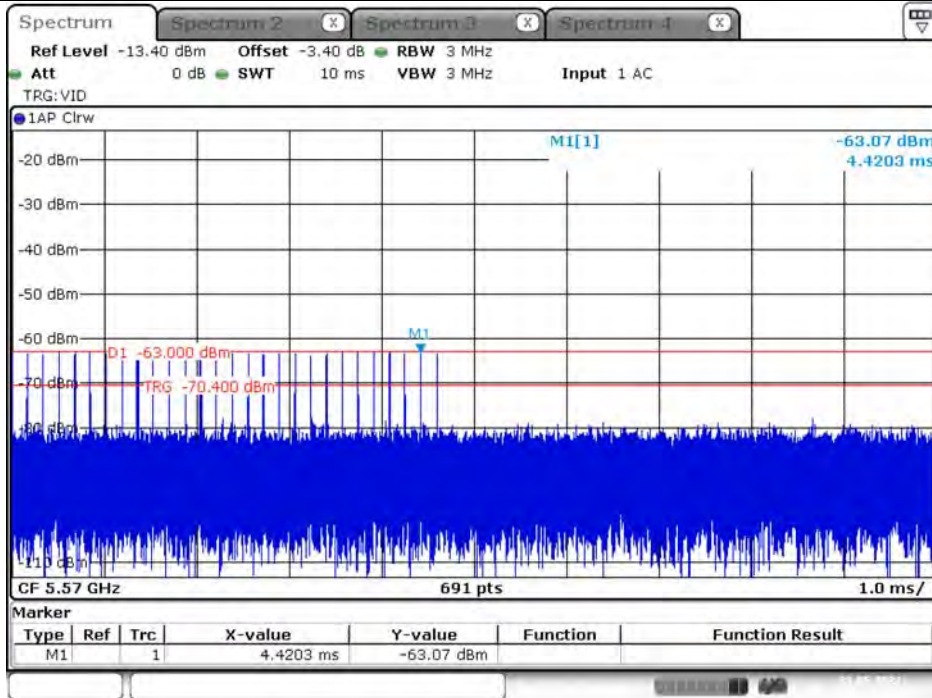 Spectrum Spectrum 2 X Spectrum 3 X Spectrum 4 X
Ref Level -13.40 dBm Offset -3.40 dB RBW 3 MHz
Att 0 dB SWT 10 ms VBW 3 MHz Input 1 AC
TRG:VID
1AP Clrw
M1[1] -63.07 dBm
4.4203 ms
-20 dBm
-30 dBm
-40 dBm
-50 dBm
-60 dBm
M1
D1 -63.000 dBm
-70 dBm
TRG -70.400 dBm
-80 dBm
-110 dBm
CF 5.57 GHz 691 pts 1.0 ms/
Marker
Type Ref Trc X-value Y-value Function Function Result
M1 1 4.4203 ms -63.07 dBm